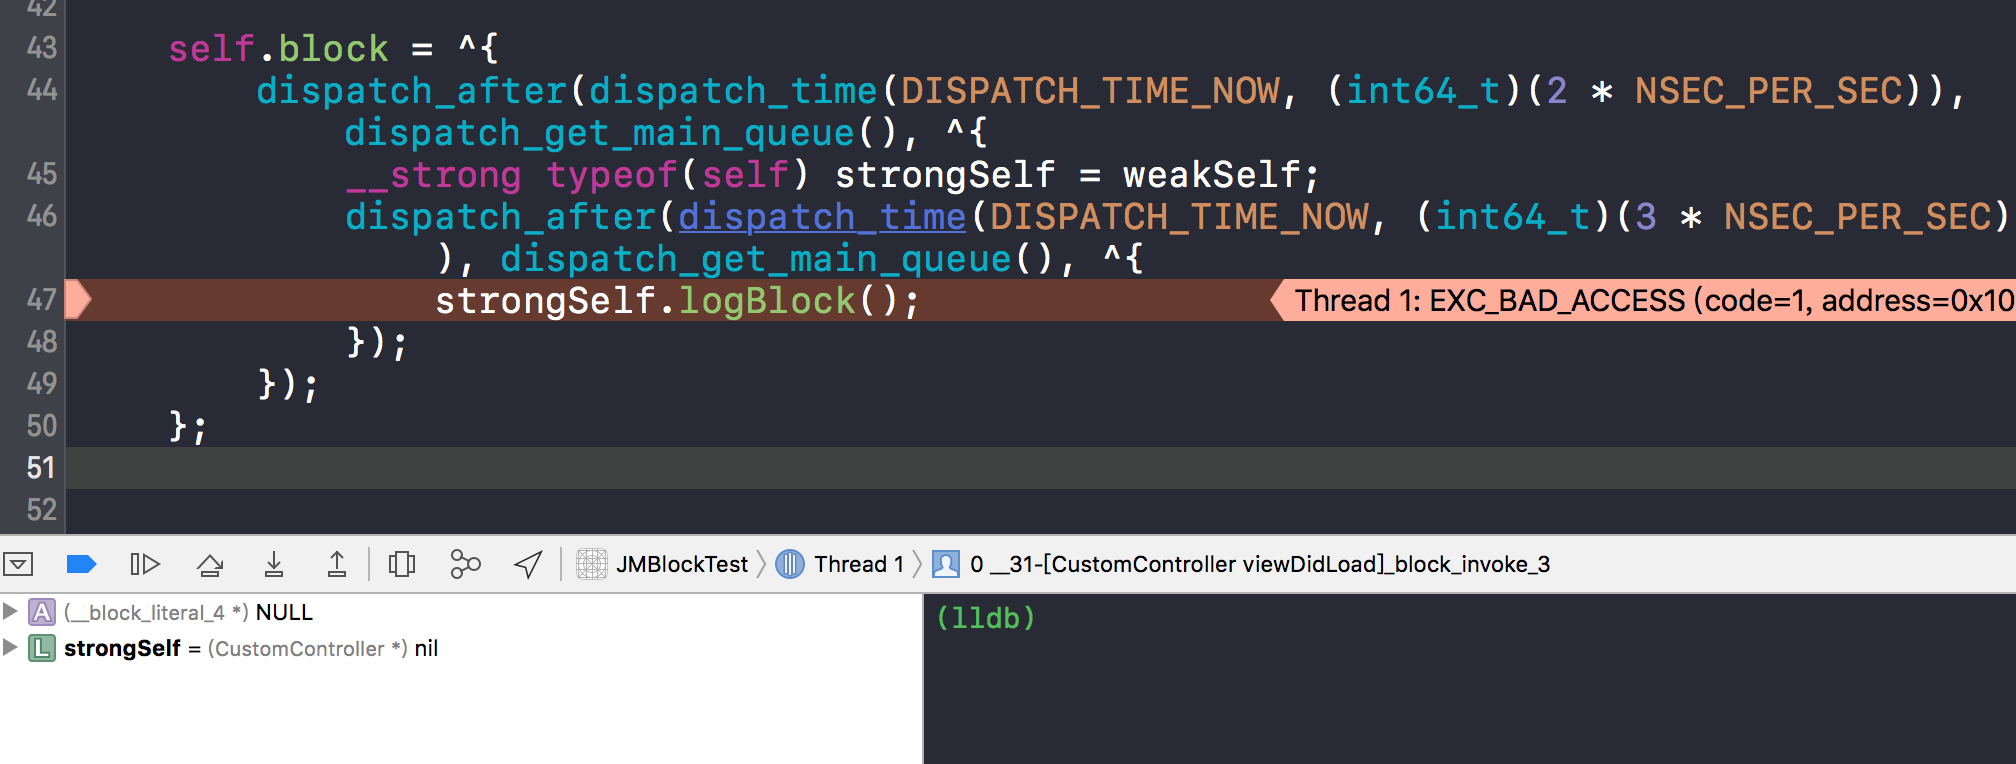 42
43 self.block = ^{
44 dispatch_after(dispatch_time(DISPATCH_TIME_NOW, (int64_t)(2 * NSEC_PER_SEC)),
dispatch_get_main_queue(), ^{
45 __strong typeof(self) strongSelf = weakSelf;
46 dispatch_after(dispatch_time(DISPATCH_TIME_NOW, (int64_t)(3 * NSEC_PER_SEC)
), dispatch_get_main_queue(), ^{
47 strongSelf.logBlock(); Thread 1: EXC_BAD_ACCESS (code=1, address=0x10
48 });
49 });
50 };
51
52
JMBlockTest Thread 1 0 __31-[CustomController viewDidLoad]_block_invoke_3
A (__block_literal_4 *) NULL
L strongSelf = (CustomController *) nil
(lldb)